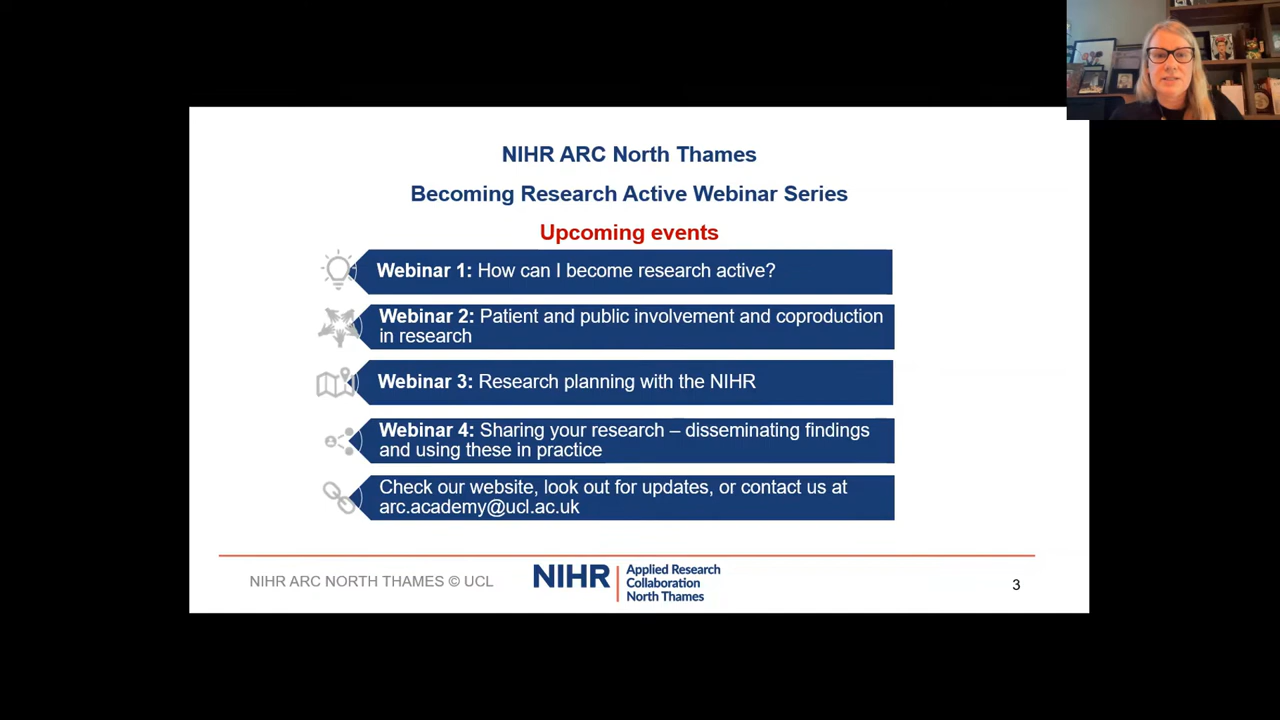 NIHR ARC North Thames
Becoming Research Active Webinar Series
Upcoming events
Webinar 1: How can I become research active?
Webinar 2: Patient and public involvement and coproduction
in research
Webinar 3: Research planning with the NIHR
Webinar 4: Sharing your research – disseminating findings
and using these in practice
Check our website, look out for updates, or contact us at
arc.academy@ucl.ac.uk
NIHR ARC NORTH THAMES © UCL
NIHR
Applied Research
Collaboration
North Thames
3